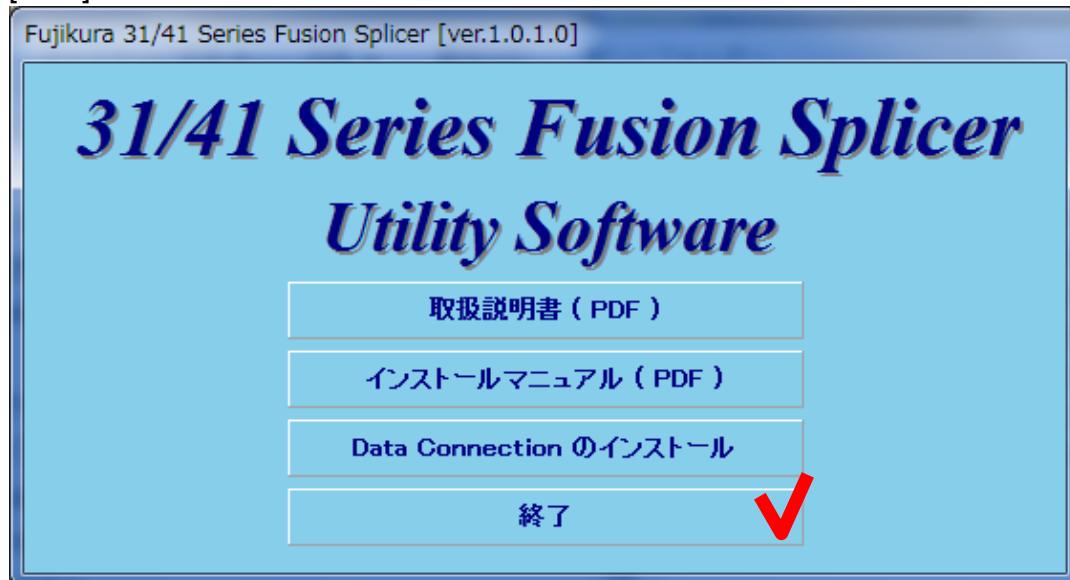 Fujikura 31/41 Series Fusion Splicer [ver.1.0.1.0]
31/41 Series Fusion Splicer
Utility Software
取扱説明書 ( PDF )
インストールマニュアル ( PDF )
Data Connection のインストール
終了